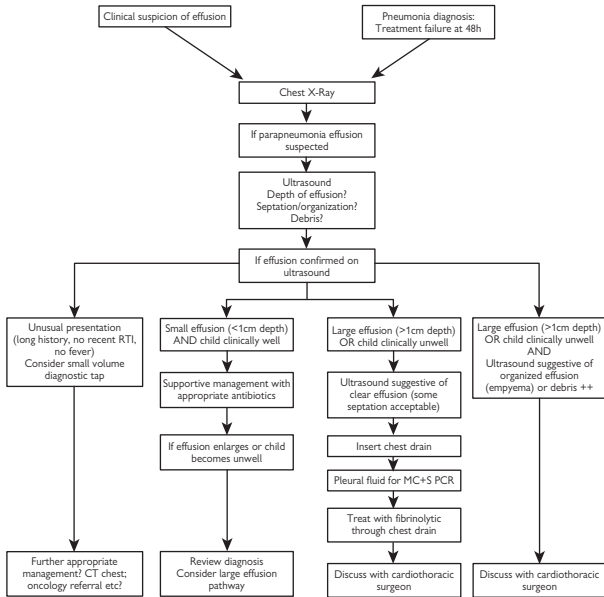 Clinical suspicion of effusion
Pneumonia diagnosis:
Treatment failure at 48h
Chest X-Ray
If parapneumonia effusion
suspected
Ultrasound
Depth of effusion?
Septation/organization?
Debris?
If effusion confirmed on
ultrasound
Unusual presentation
(long history, no recent RTI,
no fever)
Consider small volume
diagnostic tap
Further appropriate
management? CT chest;
oncology referral etc?
Small effusion (<1cm depth)
AND child clinically well
Supportive management with
appropriate antibiotics
If effusion enlarges or child
becomes unwell
Review diagnosis
Consider large effusion
pathway
Large effusion (>1cm depth)
OR child clinically unwell
Ultrasound suggestive of
clear effusion (some
septation acceptable)
Insert chest drain
Pleural fluid for MC+S PCR
Treat with fibrinolytic
through chest drain
Discuss with cardiothoracic
surgeon
Large effusion (>1cm depth)
OR child clinically unwell
AND
Ultrasound suggestive of
organized effusion
(empyema) or debris ++
Discuss with cardiothoracic
surgeon